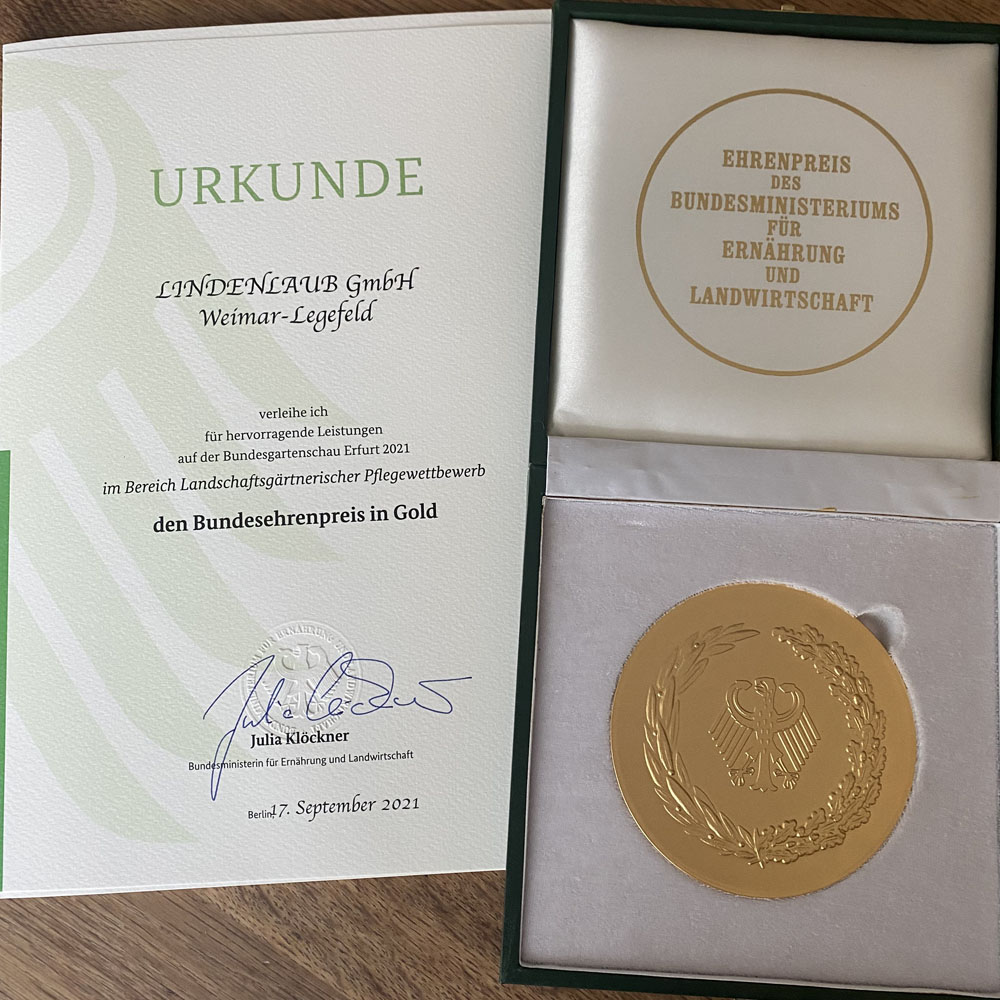 URKUNDE
LINDENLAUB GmbH
Weimar-Legefeld
verleihe ich
für hervorragende Leistungen
auf der Bundesgartenschau Erfurt 2021
im Bereich Landschaftsgärtnerischer Pflegewettbewerb
den Bundesehrenpreis in Gold
Julia Klöckner
Bundesministerin für Ernährung und Landwirtschaft
Berlin, 17. September 2021
EHRENPREIS
DES
BUNDESMINISTERIUMS
FÜR
ERNÄHRUNG
UND
LANDWIRTSCHAFT